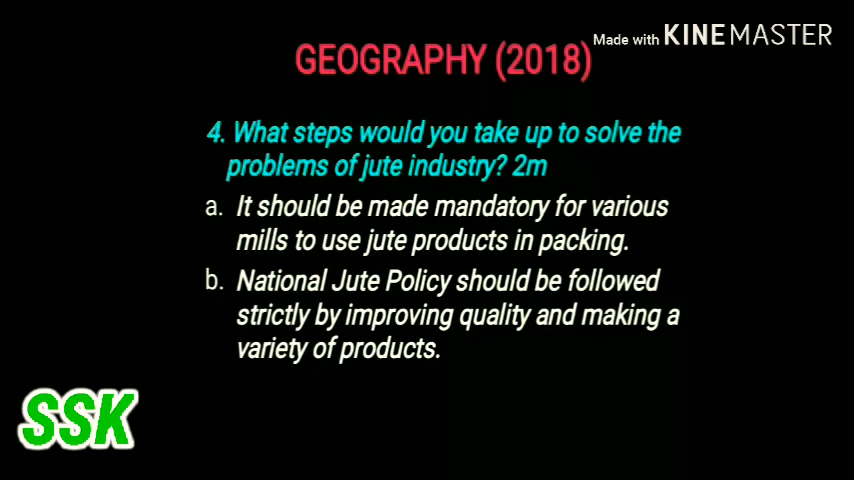 Made with KINEMASTER
GEOGRAPHY (2018)
4. What steps would you take up to solve the
problems of jute industry? 2m
a. It should be made mandatory for various
mills to use jute products in packing.
b. National Jute Policy should be followed
strictly by improving quality and making a
variety of products.
SSK